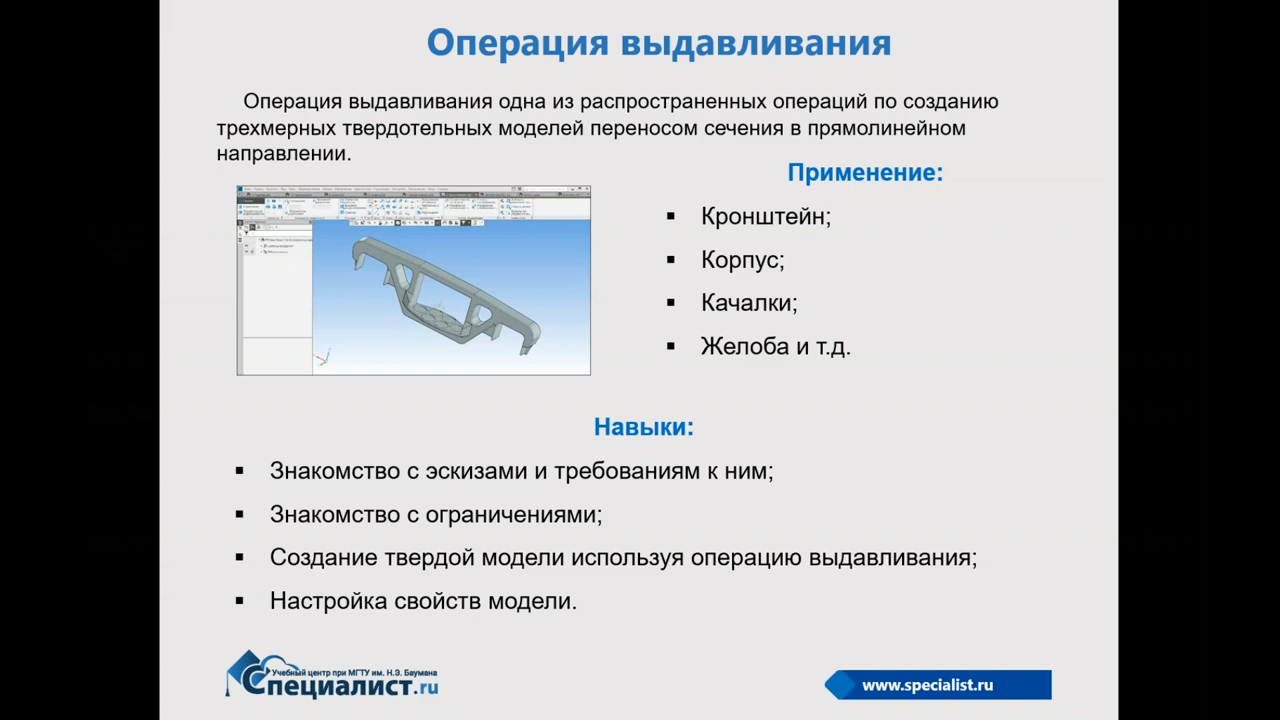 Операция выдавливания
Операция выдавливания одна из распространенных операций по созданию
трехмерных твердотельных моделей переносом сечения в прямолинейном
направлении.
Применение:
▪ Кронштейн;
▪ Корпус;
▪ Качалки;
▪ Желоба и т.д.
Навыки:
▪ Знакомство с эскизами и требованиям к ним;
▪ Знакомство с ограничениями;
▪ Создание твердой модели используя операцию выдавливания;
▪ Настройка свойств модели.
Учебный центр при МГТУ им. Н.Э. Баумана
Специалист.ru
www.specialist.ru